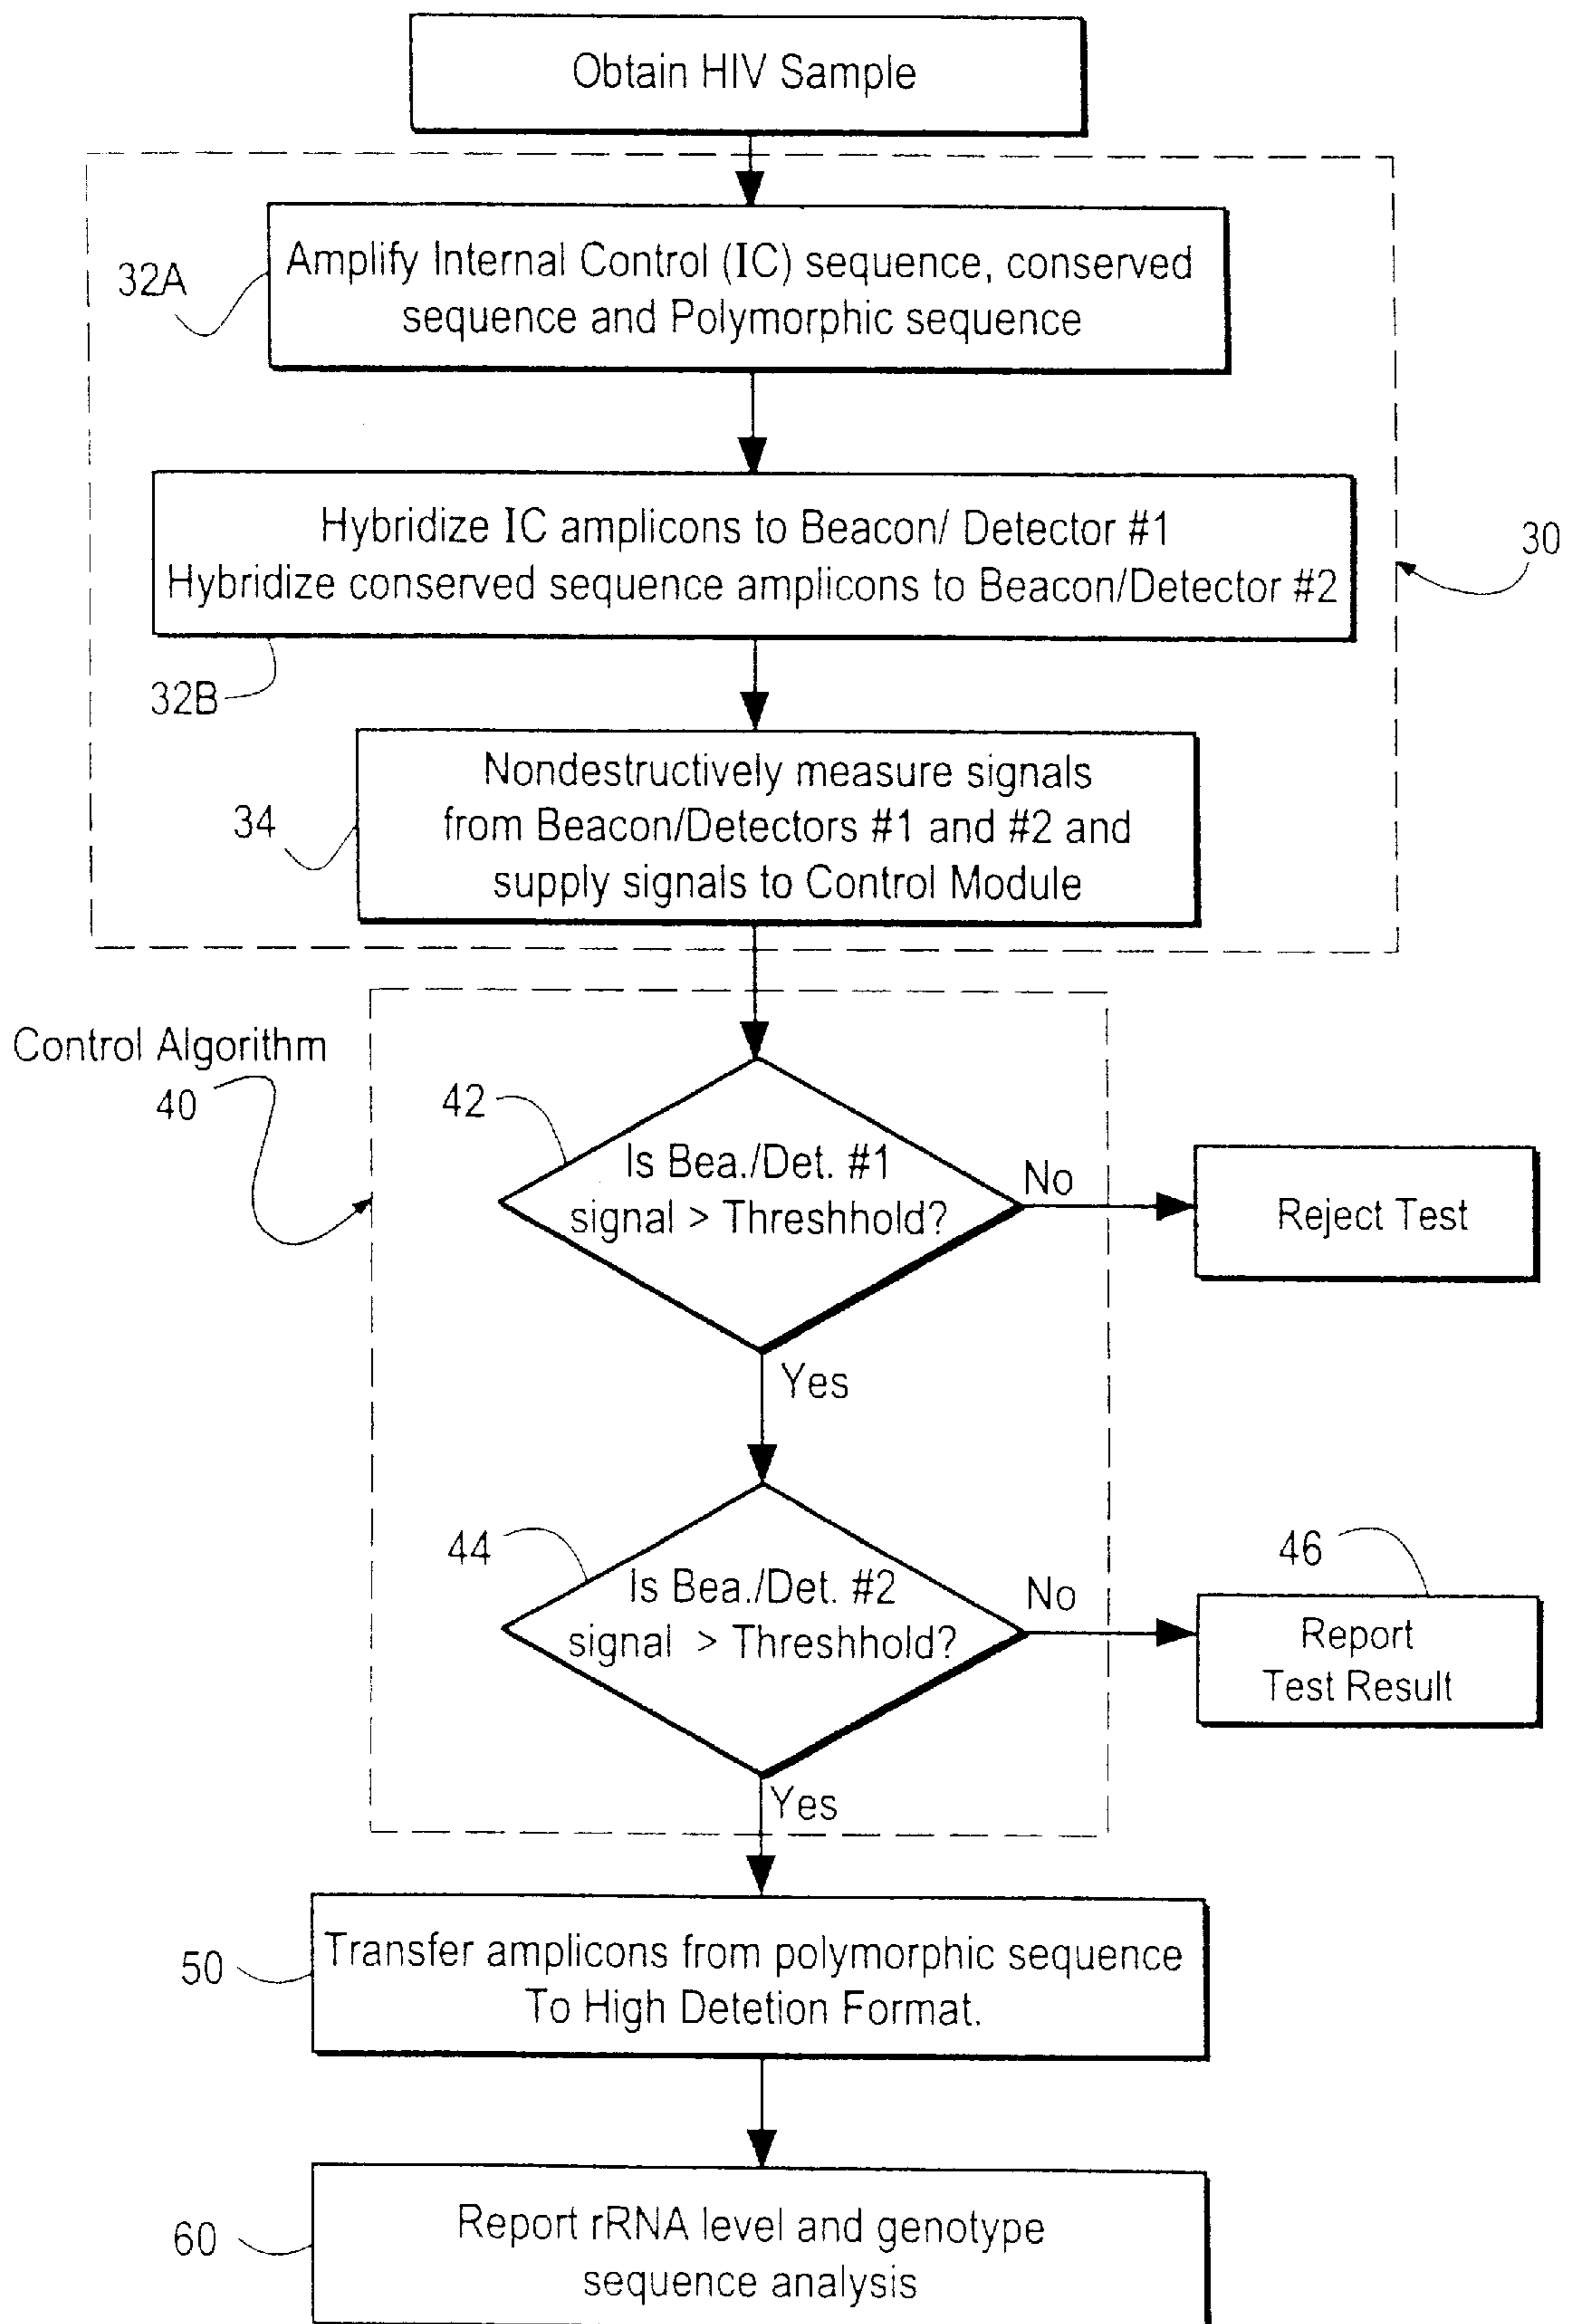 Obtain HIV Sample
32A
Amplify Internal Control (IC) sequence, conserved
sequence and Polymorphic sequence
Hybridize IC amplicons to Beacon/ Detector #1
Hybridize conserved sequence amplicons to Beacon/Detector #2
30
32B
34
Nondestructively measure signals
from Beacon/Detectors #1 and #2 and
supply signals to Control Module
Control Algorithm
40
42
Is Bea./Det. #1
signal > Threshhold?
No
Reject Test
Yes
44
Is Bea./Det. #2
signal > Threshhold?
No
46
Report
Test Result
Yes
50
Transfer amplicons from polymorphic sequence
To High Detetion Format.
60
Report rRNA level and genotype
sequence analysis